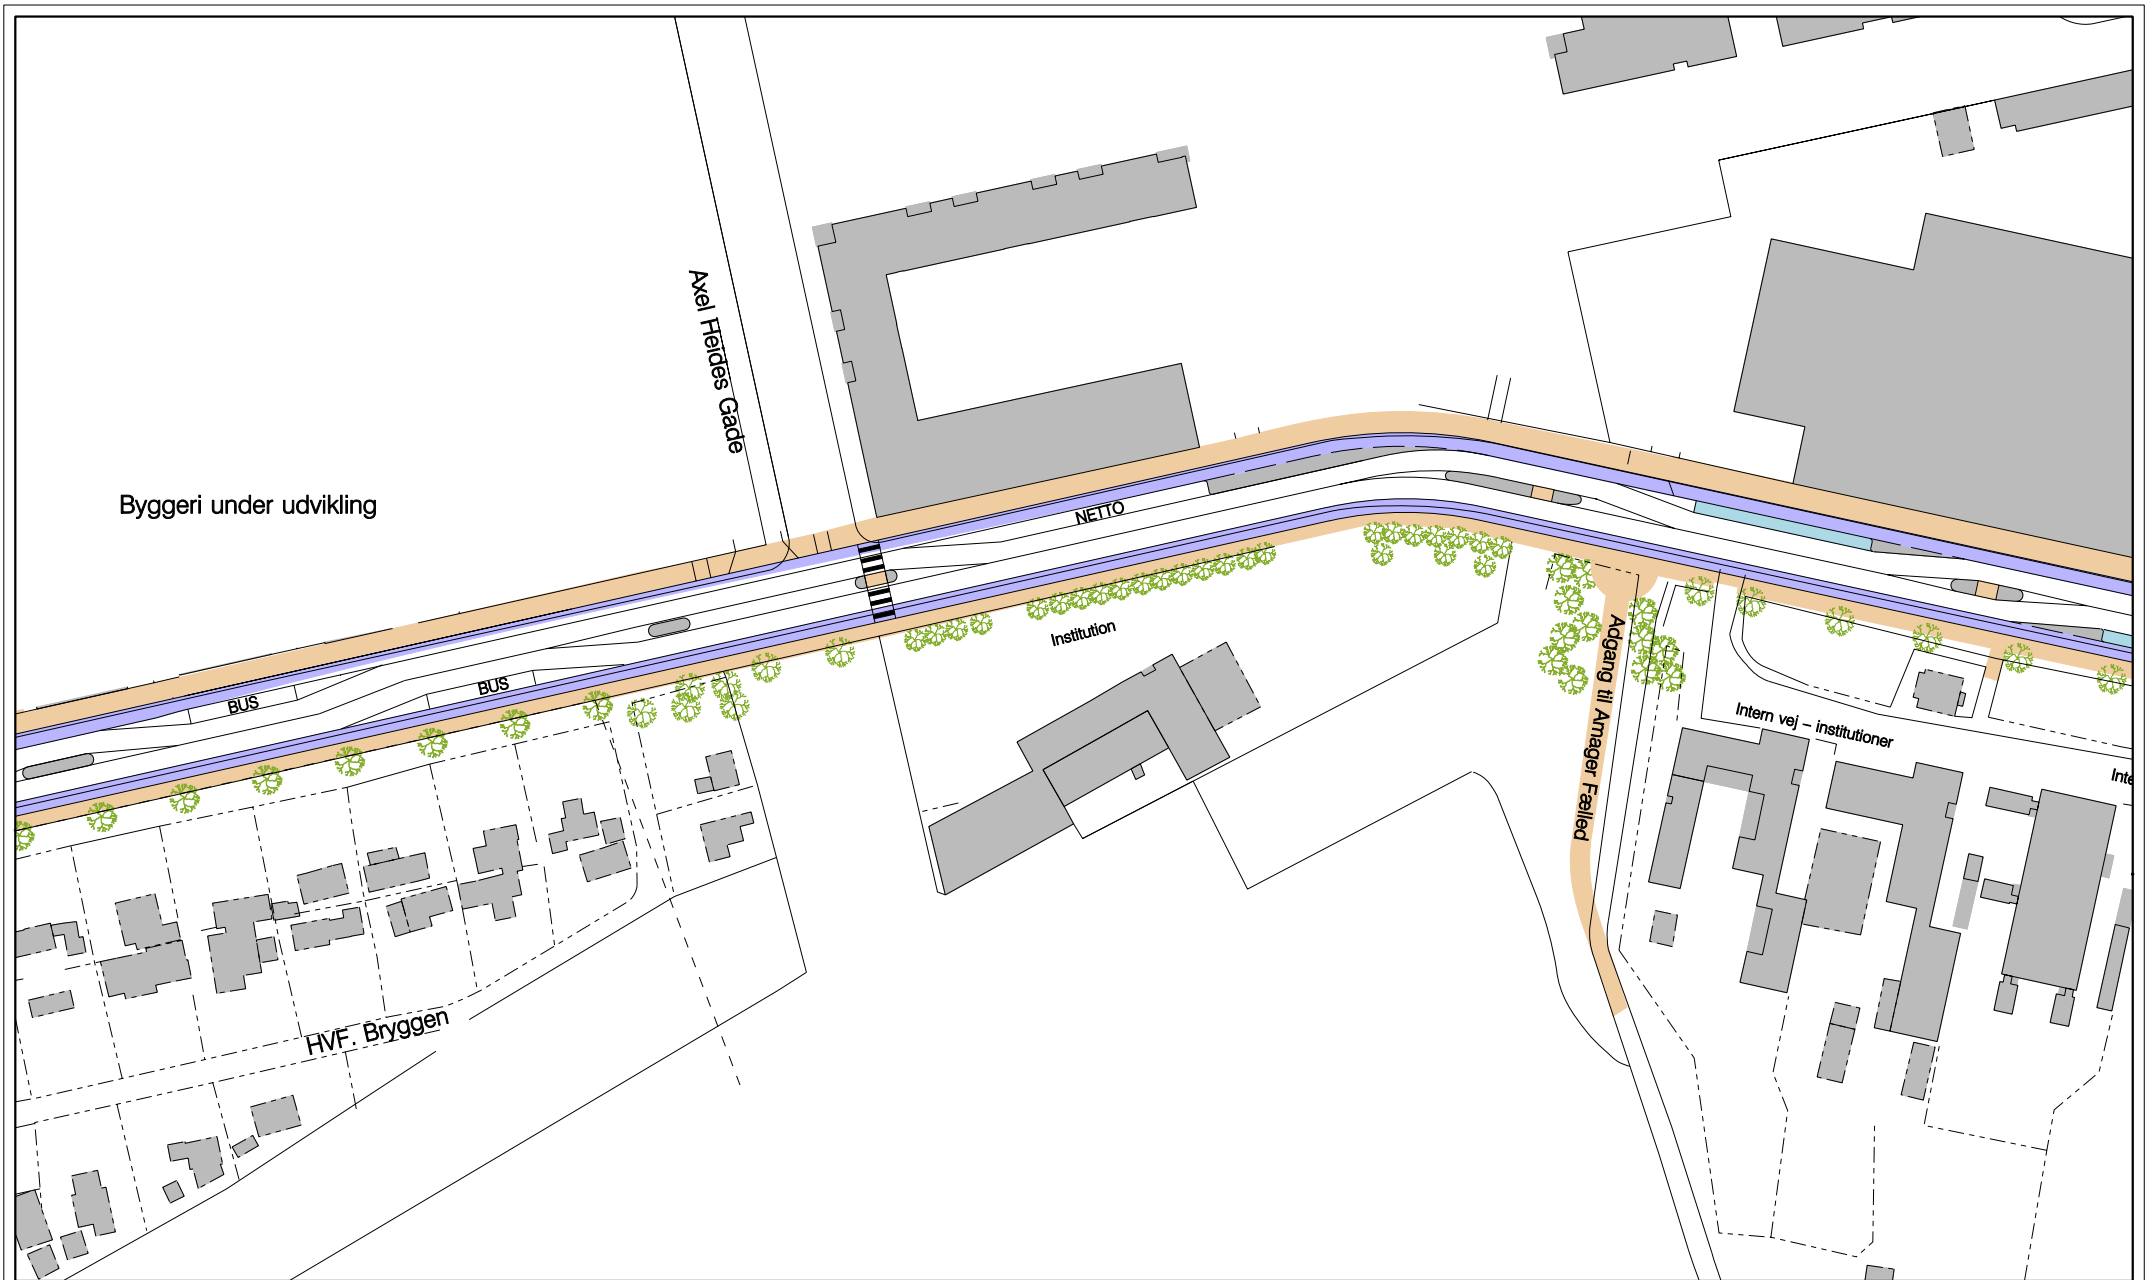 Axel Heides Gade
Byggeri under udvikling
NETTO
BUS
BUS
Institution
Adgang til Amager Fælled
Intern vej – institutioner
Inte
HVF. Bryggen